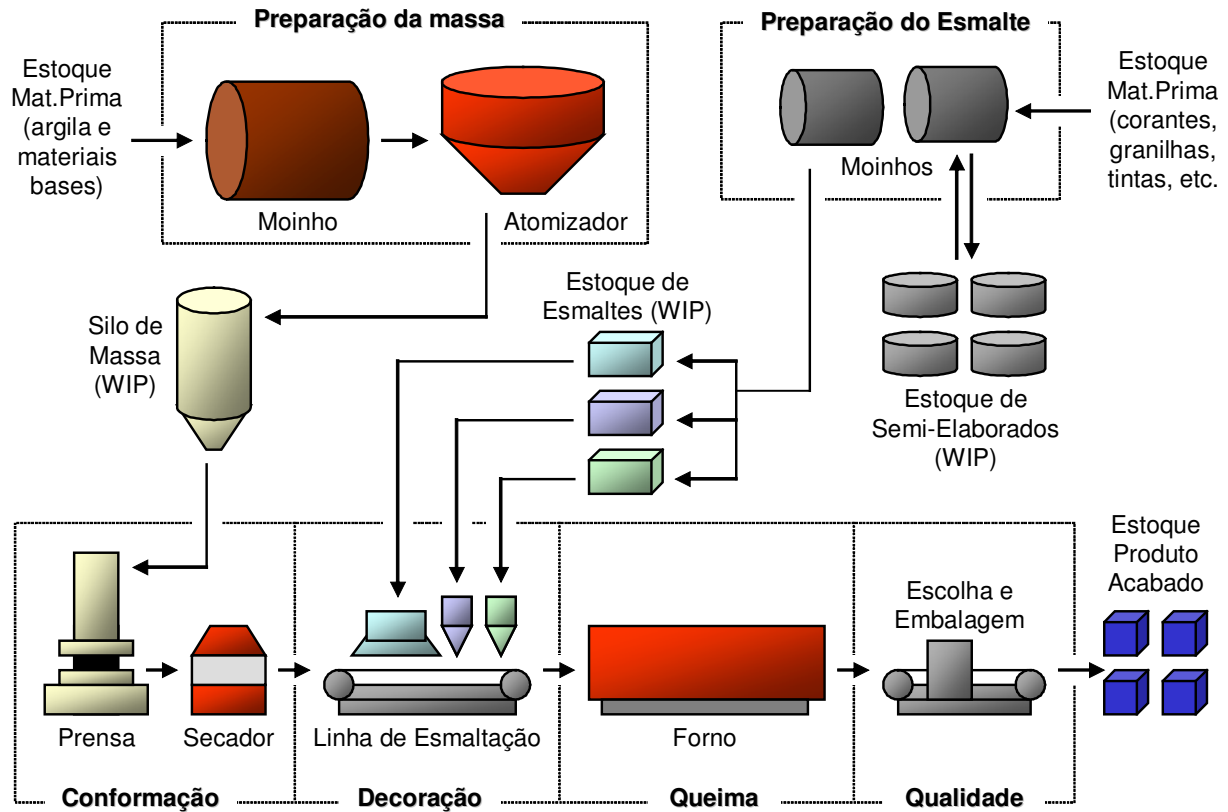 Preparação da massa
Preparação do Esmalte
Estoque
Mat.Prima
(argila e
materiais
bases)
Moinho
Atomizador
Moinhos
Estoque
Mat.Prima
(corantes,
granilhas,
tintas, etc.
Silo de
Massa
(WIP)
Estoque de
Esmaltes (WIP)
Estoque de
Semi-Elaborados
(WIP)
Prensa
Secador
Linha de Esmaltação
Forno
Escolha e
Embalagem
Estoque
Produto
Acabado
Conformação
Decoração
Queima
Qualidade